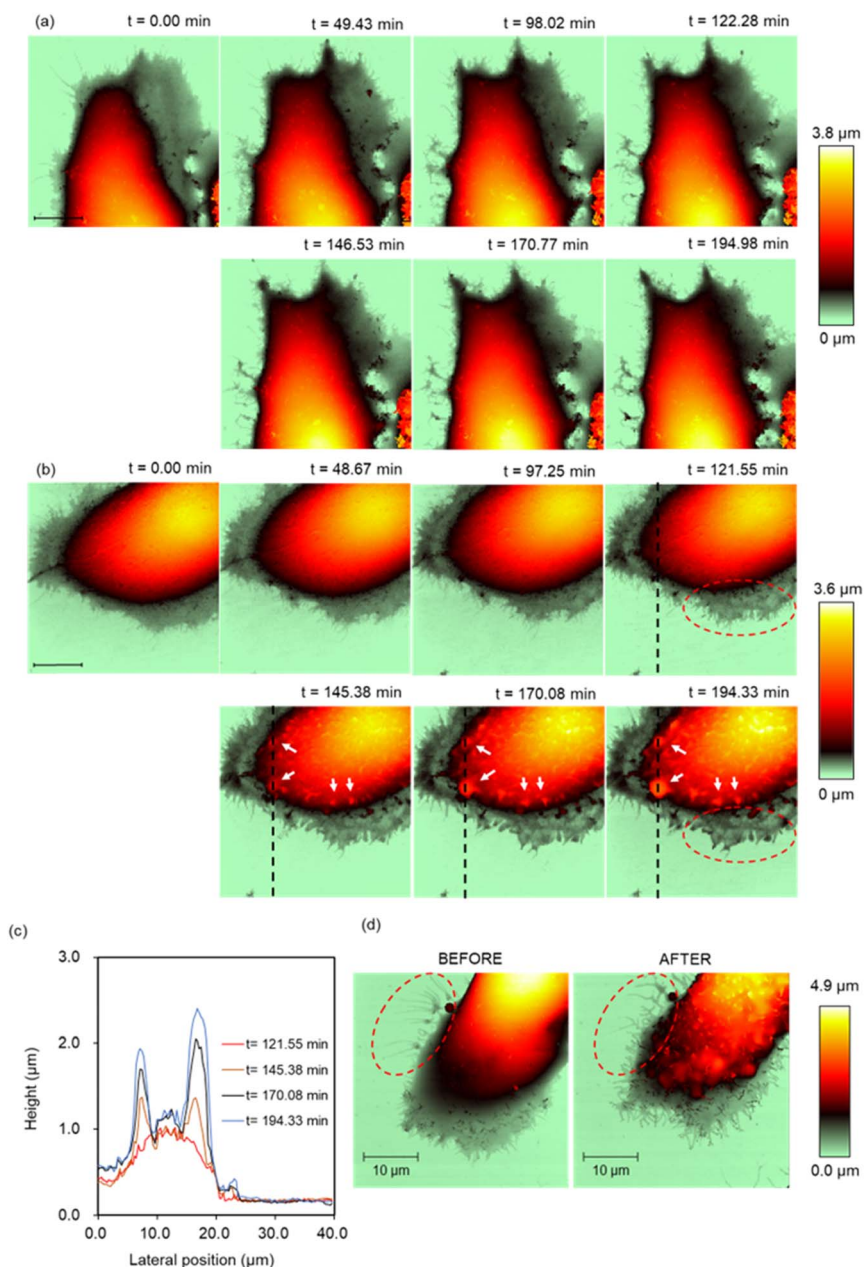 (a)
t = 0.00 min
t = 49.43 min
t = 98.02 min
t = 122.28 min
3.8 µm
0 µm
t = 146.53 min
t = 170.77 min
t = 194.98 min
(b)
t = 0.00 min
t = 48.67 min
t = 97.25 min
t = 121.55 min
3.6 µm
0 µm
t = 145.38 min
t = 170.08 min
t = 194.33 min
(c)
3.0
2.0
1.0
0.0
Height (µm)
t= 121.55 min
t= 145.38 min
t= 170.08 min
t= 194.33 min
0.0
10.0
20.0
30.0
40.0
Lateral position (µm)
(d)
BEFORE
AFTER
10 µm
10 µm
4.9 µm
0.0 µm